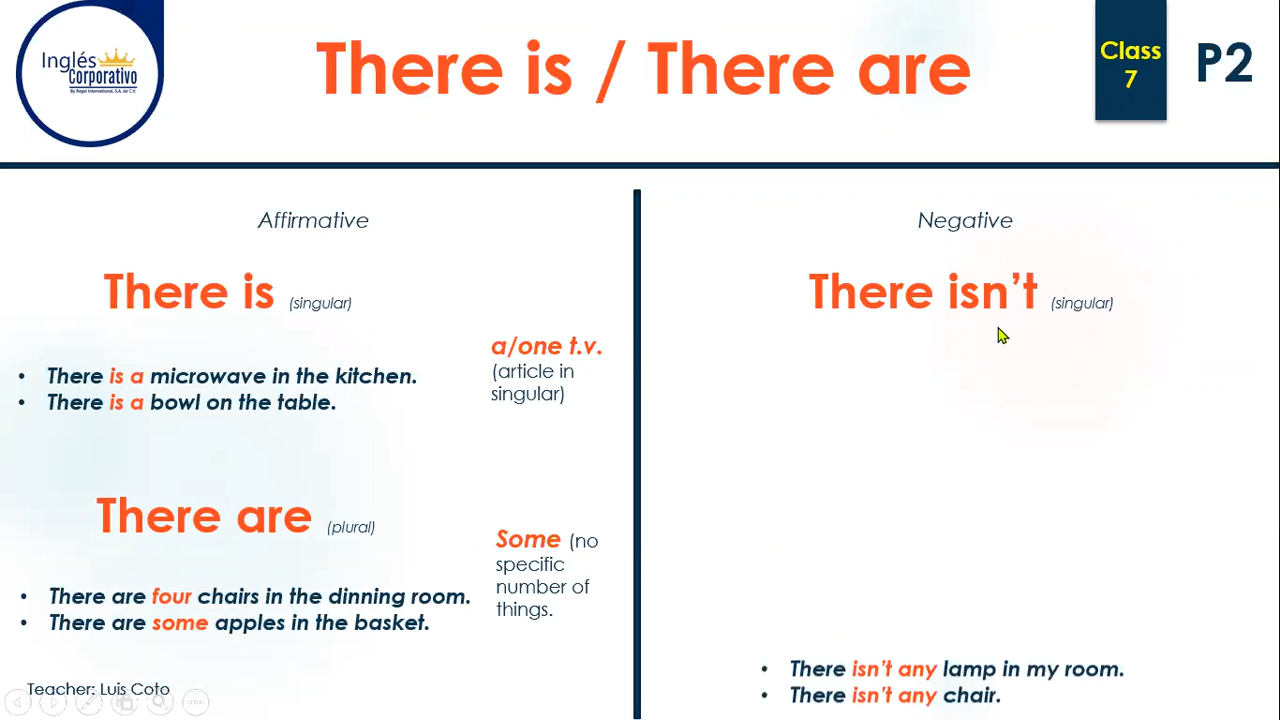 Inglés
Corporativo
By Regal International, S.A. de C.V.
There is / There are
Class
7
P2
Affirmative
There is (singular)
a/one t.v.
(article in
singular)
• There is a microwave in the kitchen.
• There is a bowl on the table.
There are (plural)
Some (no
specific
number of
things.
• There are four chairs in the dinning room.
• There are some apples in the basket.
Teacher: Luis Coto
Negative
There isn’t (singular)
• There isn’t any lamp in my room.
• There isn’t any chair.